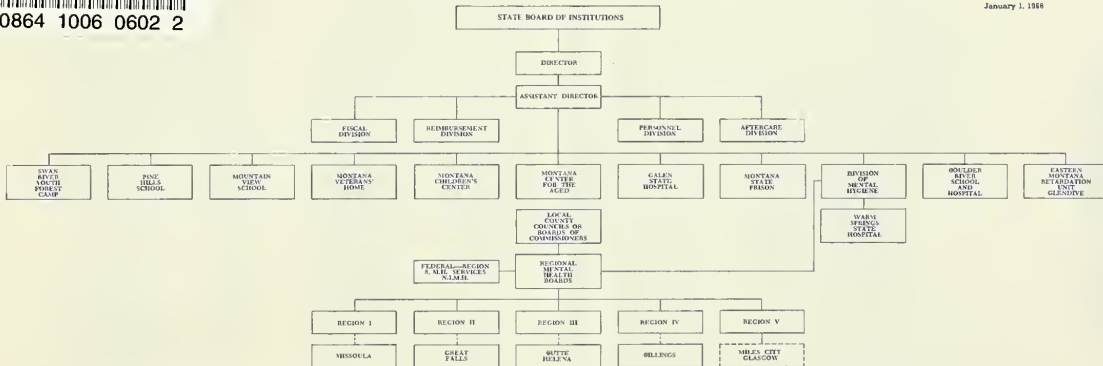 0864 1006 0602 2
January 1, 1966
STATE BOARD OF INSTITUTIONS
DIRECTOR
ASSISTANT DIRECTOR
FISCAL
DIVISION
REIMBURSEMENT
DIVISION
PERSONNEL
DIVISION
AFTERCARE
DIVISION
SWAN
RIVER
YOUTH
FOREST
CAMP
PINE
HILLS
SCHOOL
MOUNTAIN
VIEW
SCHOOL
MONTANA
VETERANS'
HOME
MONTANA
CHILDREN'S
CENTER
MONTANA
CENTER
FOR THE
AGED
GALEN
STATE
HOSPITAL
MONTANA
STATE
PRISON
DIVISION
OF
MENTAL
HYGIENE
BOULDER
RIVER
SCHOOL
AND
HOSPITAL
EASTERN
MONTANA
RETARDATION
UNIT
GLENDIVE
WARM
SPRINGS
STATE
HOSPITAL
LOCAL
COUNTY
COUNCILS OR
BOARDS OF
COMMISSIONERS
FEDERAL—REGION
8, M.H. SERVICES
N.I.M.H.
REGIONAL
MENTAL
HEALTH
BOARDS
REGION I
REGION II
REGION III
REGION IV
REGION V
MISSOULA
GREAT
FALLS
BUTTE
HELENA
BILLINGS
MILES CITY
GLASGOW